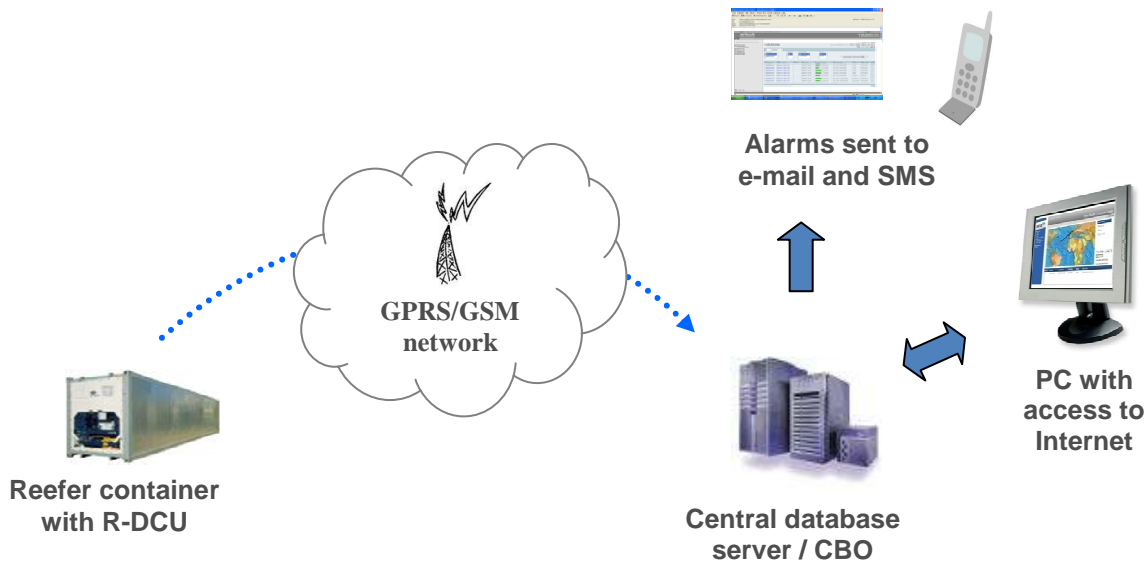 Alarms sent to
e-mail and SMS
GPRS/GSM
network
PC with
access to
Internet
Reefer container
with R-DCU
Central database
server / CBO